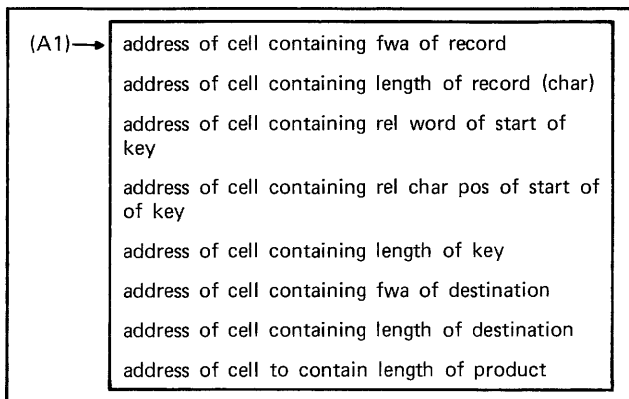 (A1)→ address of cell containing fwa of record
address of cell containing length of record (char)
address of cell containing rel word of start of
key
address of cell containing rel char pos of start of
of key
address of cell containing length of key
address of cell containing fwa of destination
address of cell containing length of destination
address of cell to contain length of product